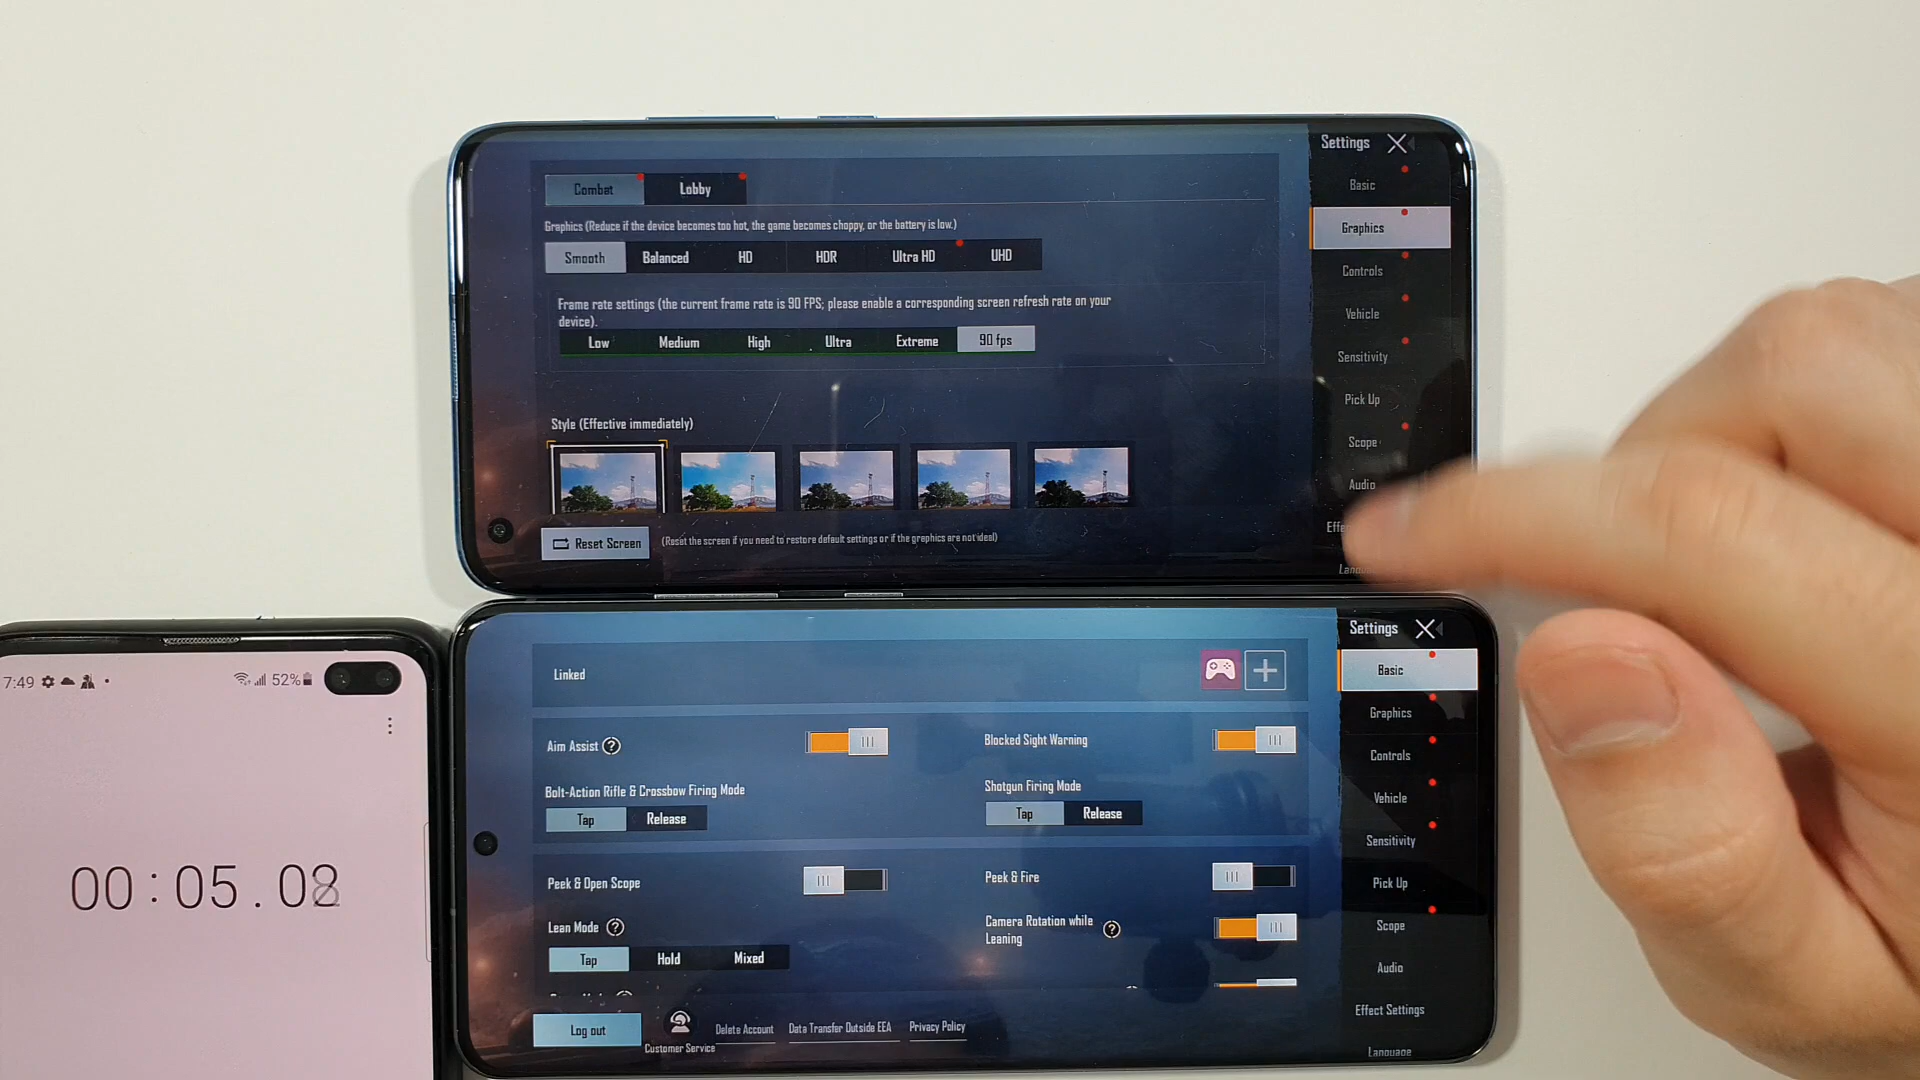 Settings
Combat
Lobby
Basic
Graphics (Reduce if the device becomes too hot, the game becomes choppy, or the battery is low.)
Graphics
Smooth
Balanced
HD
HDR
Ultra HD
UHD
Controls
Frame rate settings (the current frame rate is 90 FPS; please enable a corresponding screen refresh rate on your
device).
Vehicle
Low
Medium
High
Ultra
Extreme
90 fps
Sensitivity
Pick Up
Style (Effective immediately)
Scope
Audio
Reset Screen
(Reset the screen if you need to restore default settings or if the graphics are not ideal)
7:49
52%
00:05.08
Settings
Linked
Basic
Graphics
Aim Assist ?
Blocked Sight Warning
Controls
Bolt-Action Rifle & Crossbow Firing Mode
Shotgun Firing Mode
Vehicle
Tap
Release
Tap
Release
Sensitivity
Peek & Open Scope
Peek & Fire
Pick Up
Lean Mode ?
Camera Rotation while
Leaning
?
Scope
Tap
Hold
Mixed
Audio
Effect Settings
Log out
Customer Service
Delete Account
Data Transfer Outside EEA
Privacy Policy
Language